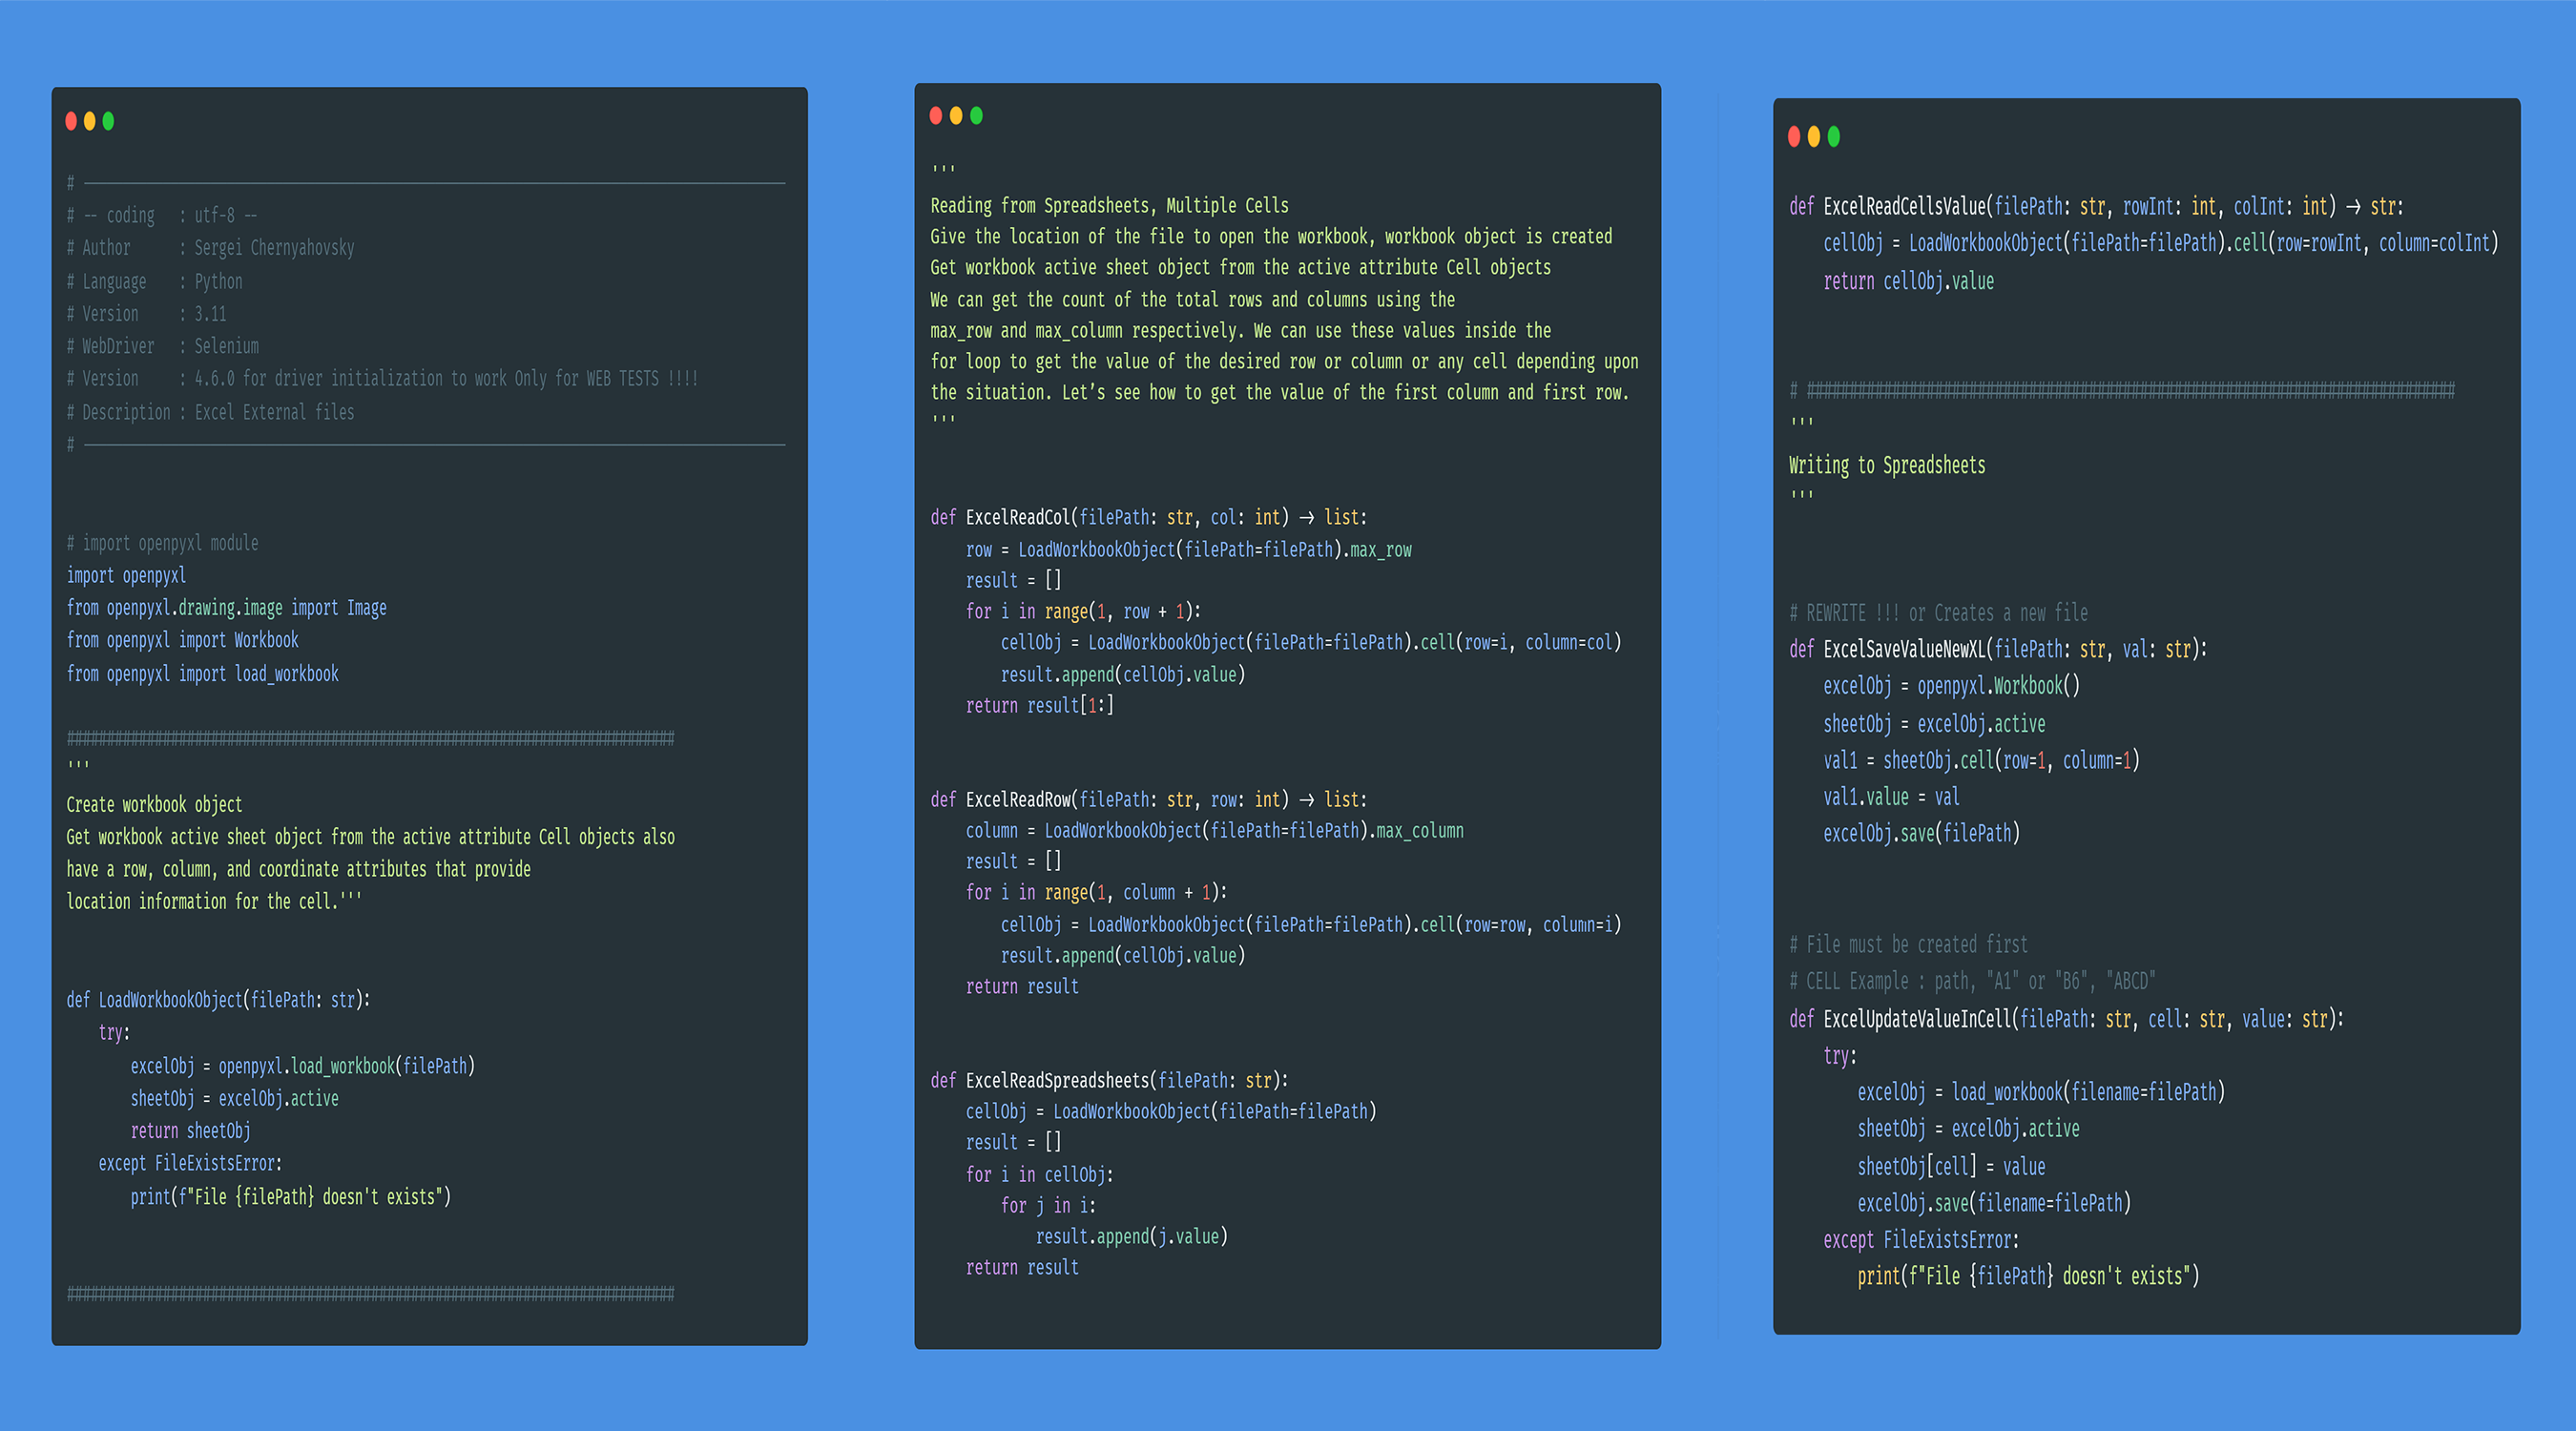 # ────────────────────────────────────────
# -- coding   : utf-8 --
# Author      : Sergei Chernyahovsky
# Language    : Python
# Version     : 3.11
# WebDriver   : Selenium
# Version     : 4.6.0 for driver initialization to work Only for WEB TESTS !!!!
# Description : Excel External files
# ────────────────────────────────────────
# import openpyxl module
import openpyxl
from openpyxl.drawing.image import Image
from openpyxl import Workbook
from openpyxl import load_workbook
############################################################################
'''
Create workbook object
Get workbook active sheet object from the active attribute Cell objects also
have a row, column, and coordinate attributes that provide
location information for the cell.'''
def LoadWorkbookObject(filePath: str):
    try:
        excelObj = openpyxl.load_workbook(filePath)
        sheetObj = excelObj.active
        return sheetObj
    except FileExistsError:
        print(f"File {filePath} doesn't exists")
############################################################################
'''
Reading from Spreadsheets, Multiple Cells
Give the location of the file to open the workbook, workbook object is created
Get workbook active sheet object from the active attribute Cell objects
We can get the count of the total rows and columns using the
max_row and max_column respectively. We can use these values inside the
for loop to get the value of the desired row or column or any cell depending upon
the situation. Let’s see how to get the value of the first column and first row.
'''
def ExcelReadCol(filePath: str, col: int) → list:
    row = LoadWorkbookObject(filePath=filePath).max_row
    result = []
    for i in range(1, row + 1):
        cellObj = LoadWorkbookObject(filePath=filePath).cell(row=i, column=col)
        result.append(cellObj.value)
    return result[1:]
def ExcelReadRow(filePath: str, row: int) → list:
    column = LoadWorkbookObject(filePath=filePath).max_column
    result = []
    for i in range(1, column + 1):
        cellObj = LoadWorkbookObject(filePath=filePath).cell(row=row, column=i)
        result.append(cellObj.value)
    return result
def ExcelReadSpreadsheets(filePath: str):
    cellObj = LoadWorkbookObject(filePath=filePath)
    result = []
    for i in cellObj:
        for j in i:
            result.append(j.value)
    return result
def ExcelReadCellsValue(filePath: str, rowInt: int, colInt: int) → str:
    cellObj = LoadWorkbookObject(filePath=filePath).cell(row=rowInt, column=colInt)
    return cellObj.value
# ############################################################################
'''
Writing to Spreadsheets
'''
# REWRITE !!! or Creates a new file
def ExcelSaveValueNewXL(filePath: str, val: str):
    excelObj = openpyxl.Workbook()
    sheetObj = excelObj.active
    val1 = sheetObj.cell(row=1, column=1)
    val1.value = val
    excelObj.save(filePath)
# File must be created first
# CELL Example : path, "A1" or "B6", "ABCD"
def ExcelUpdateValueInCell(filePath: str, cell: str, value: str):
    try:
        excelObj = load_workbook(filename=filePath)
        sheetObj = excelObj.active
        sheetObj[cell] = value
        excelObj.save(filename=filePath)
    except FileExistsError:
        print(f"File {filePath} doesn't exists")